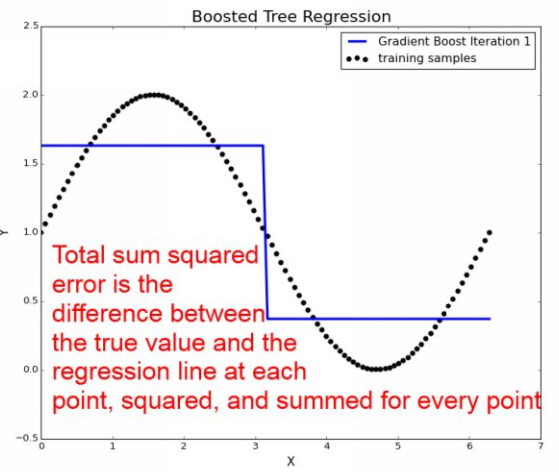 Boosted Tree Regression
2.5
2.0
1.5
1.0
0.5
0.0
−0.5
Y
Gradient Boost Iteration 1
training samples
Total sum squared
error is the
difference between
the true value and the
regression line at each
point, squared, and summed for every point
0 1 2 3 4 5 6 7
X